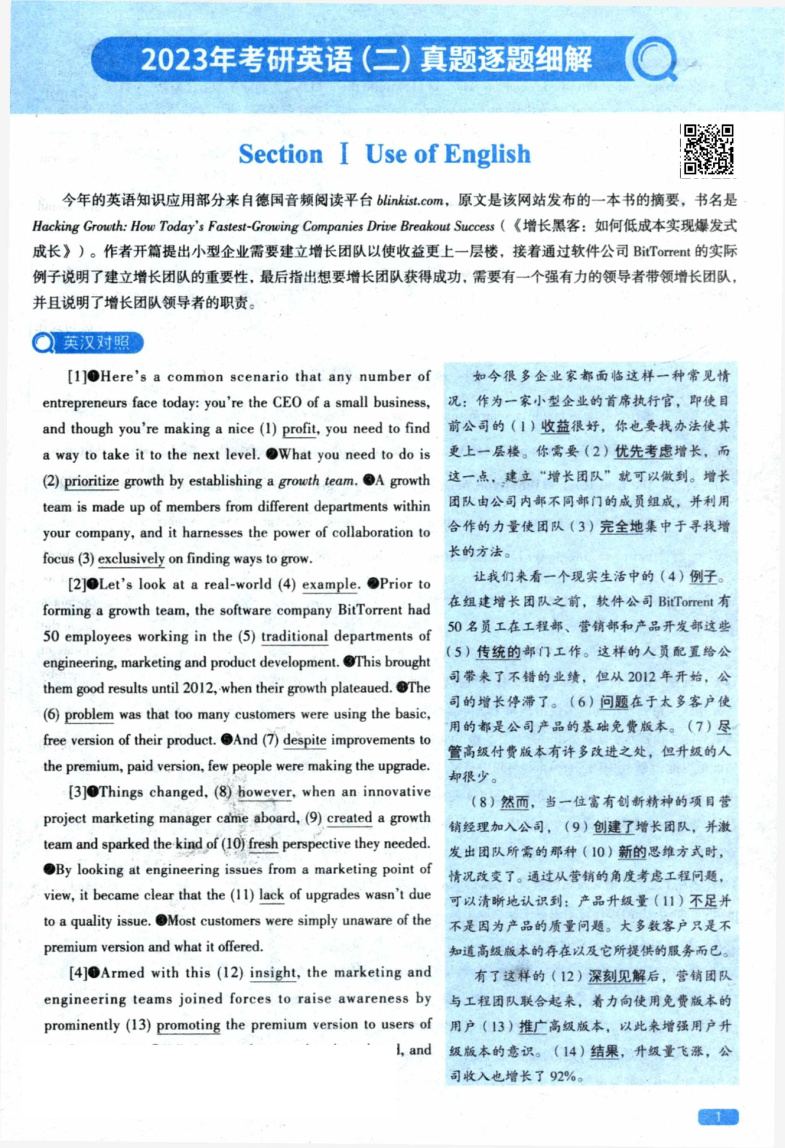 2023年考研英语（二）真题逐题细解
Section Ⅰ Use of English
今年的英语知识应用部分来自德国音频阅读平台 blinkist.com，原文是该网站发布的一本书的摘要，书名是
Hacking Growth: How Today's Fastest-Growing Companies Drive Breakout Success（《增长黑客：如何低成本实现爆发式
成长》）。作者开篇提出小型企业需要建立增长团队以使收益更上一层楼，接着通过软件公司 BitTorrent 的实际
例子说明了建立增长团队的重要性，最后指出想要增长团队获得成功，需要有一个强有力的领导者带领增长团队，
并且说明了增长团队领导者的职责。
英汉对照
[1]❶Here's a common scenario that any number of
entrepreneurs face today: you're the CEO of a small business,
and though you're making a nice (1) profit, you need to find
a way to take it to the next level. ❷What you need to do is
(2) prioritize growth by establishing a growth team. ❸A growth
team is made up of members from different departments within
your company, and it harnesses the power of collaboration to
focus (3) exclusively on finding ways to grow.
[2]❶Let's look at a real-world (4) example. ❷Prior to
forming a growth team, the software company BitTorrent had
50 employees working in the (5) traditional departments of
engineering, marketing and product development. ❸This brought
them good results until 2012, when their growth plateaued. ❹The
(6) problem was that too many customers were using the basic,
free version of their product. ❺And (7) despite improvements to
the premium, paid version, few people were making the upgrade.
[3]❶Things changed, (8) however, when an innovative
project marketing manager came aboard, (9) created a growth
team and sparked the kind of (10) fresh perspective they needed.
❷By looking at engineering issues from a marketing point of
view, it became clear that the (11) lack of upgrades wasn't due
to a quality issue. ❸Most customers were simply unaware of the
premium version and what it offered.
[4]❶Armed with this (12) insight, the marketing and
engineering teams joined forces to raise awareness by
prominently (13) promoting the premium version to users of
and
如今很多企业家都面临这样一种常见情
况：作为一家小型企业的首席执行官，即使目
前公司的（1）收益很好，你也要找办法使其
更上一层楼。你需要（2）优先考虑增长，而
这一点，建立“增长团队”就可以做到。增长
团队由公司内部不同部门的成员组成，并利用
合作的力量使团队（3）完全地集中于寻找增
长的方法。
让我们来看一个现实生活中的（4）例子。
在组建增长团队之前，软件公司 BitTorrent 有
50 名员工在工程部、营销部和产品开发部这些
（5）传统的部门工作。这样的人员配置给公
司带来了不错的业绩，但从 2012 年开始，公
司的增长停滞了。（6）问题在于太多客户使
用的都是公司产品的基础免费版本。（7）尽
管高级付费版本有许多改进之处，但升级的人
却很少。
（8）然而，当一位富有创新精神的项目营
销经理加入公司，（9）创建了增长团队，并激
发出团队所需的那种（10）新的思维方式时，
情况改变了。通过从营销的角度考虑工程问题，
可以清晰地认识到：产品升级量（11）不足并
不是因为产品的质量问题。大多数客户只是不
知道高级版本的存在以及它所提供的服务而已。
有了这样的（12）深刻见解后，营销团队
与工程团队联合起来，着力向使用免费版本的
用户（13）推广高级版本，以此来增强用户升
级版本的意识。（14）结果，升级量飞涨，公
司收入也增长了 92%。
1